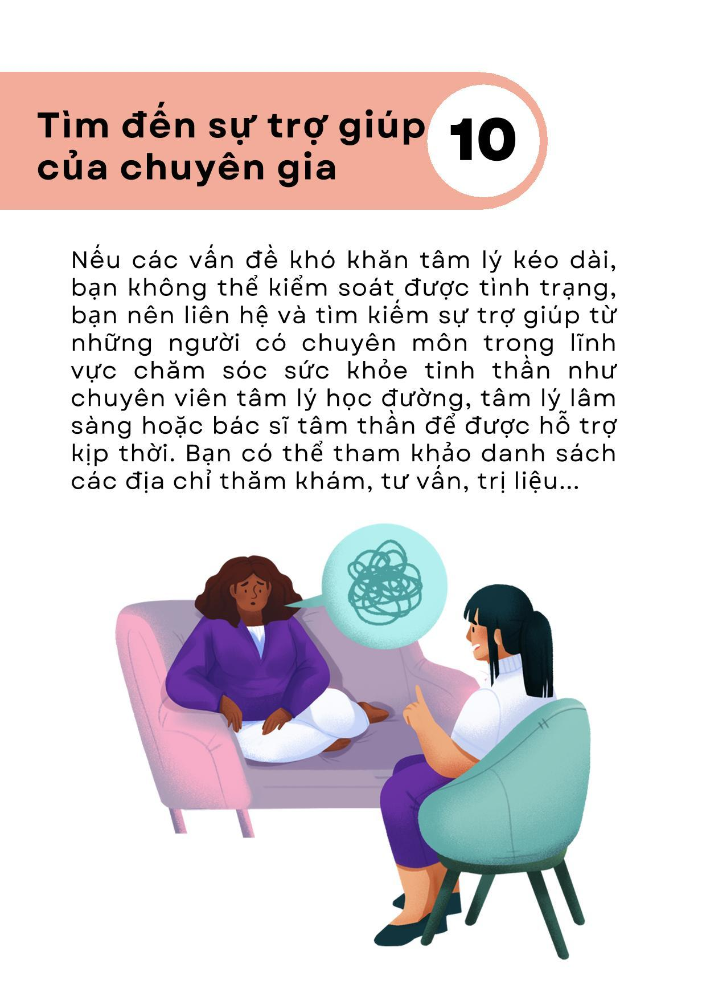 Tìm đến sự trợ giúp
của chuyên gia
10
Nếu các vấn đề khó khăn tâm lý kéo dài,
bạn không thể kiểm soát được tình trạng,
bạn nên liên hệ và tìm kiếm sự trợ giúp từ
những người có chuyên môn trong lĩnh
vực chăm sóc sức khỏe tinh thần như
chuyên viên tâm lý học đường, tâm lý lâm
sàng hoặc bác sĩ tâm thần để được hỗ trợ
kịp thời. Bạn có thể tham khảo danh sách
các địa chỉ thăm khám, tư vấn, trị liệu...